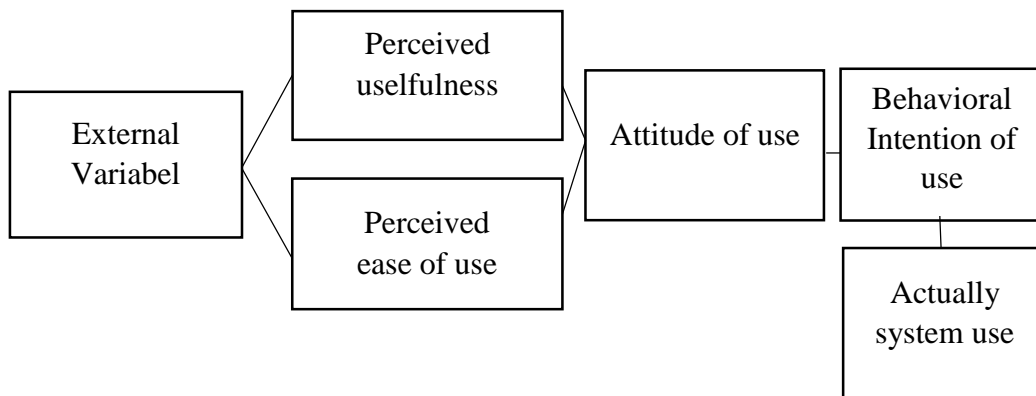 External
Variabel
Perceived
uselfulness
Perceived
ease of use
Attitude of use
Behavioral
Intention of
use
Actually
system use